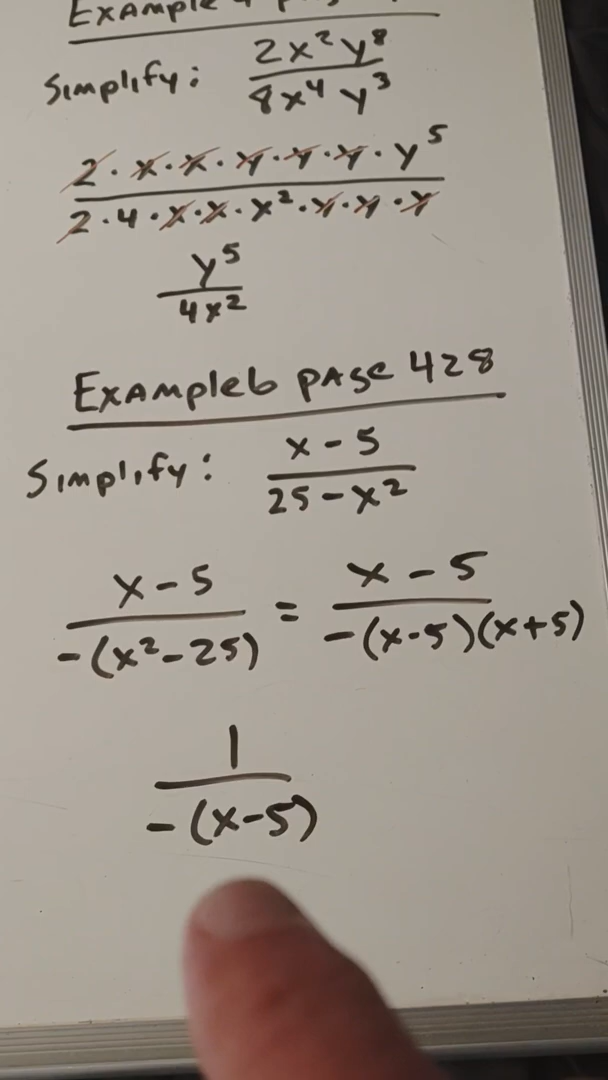 Example
Simplify: 2x²y⁸ / 8x⁴y³
2·x·x·y·y·y·y⁵ / 2·4·x·x·x²·y·y·y
y⁵ / 4x²
Example6 page 428
Simplify: x-5 / 25-x²
x-5 / -(x²-25) = x-5 / -(x-5)(x+5)
1 / -(x-5)